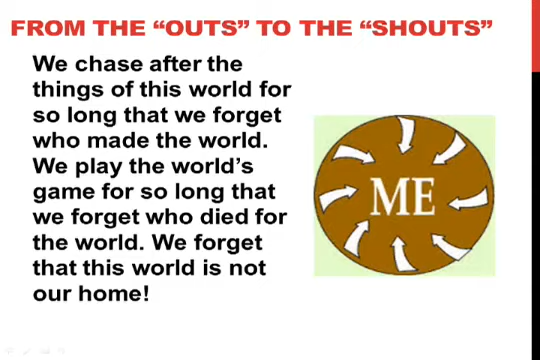 FROM THE “OUTS” TO THE “SHOUTS”
We chase after the
things of this world for
so long that we forget
who made the world.
We play the world’s
game for so long that
we forget who died for
the world. We forget
that this world is not
our home!
ME